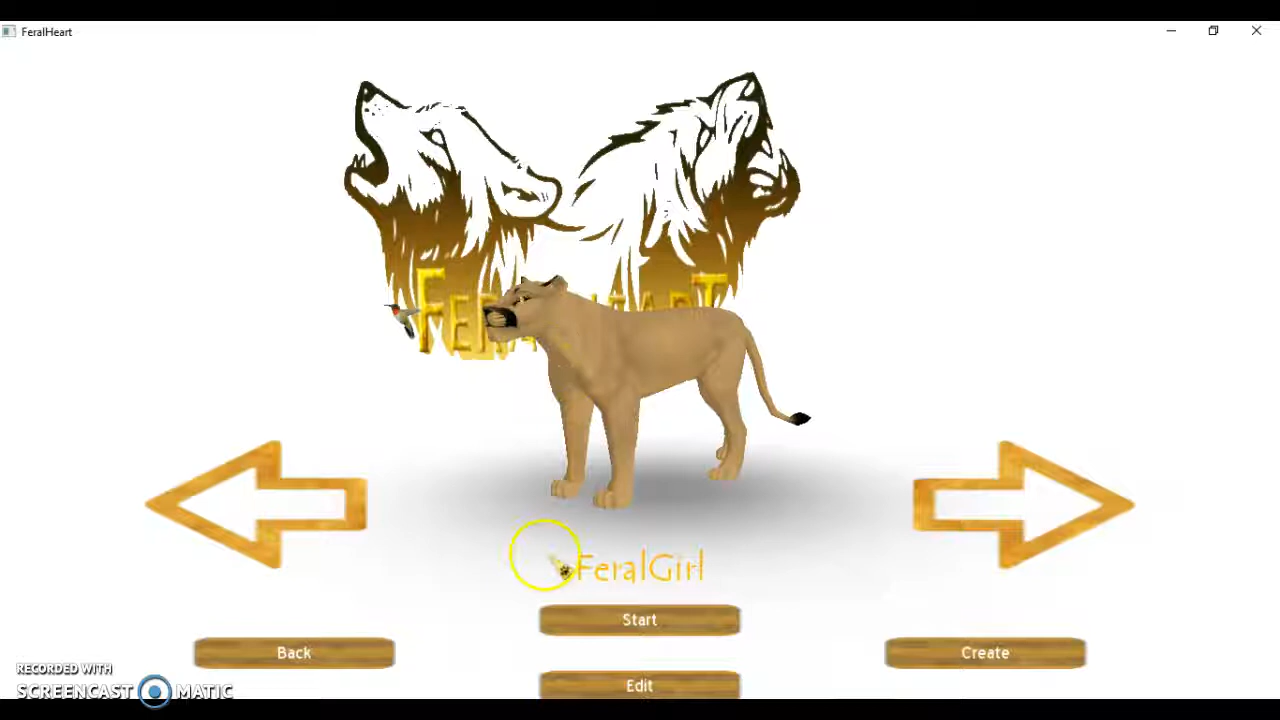 FeralHeart
FeralGirl
Start
Back
Create
Edit
RECORDED WITH
SCREENCAST MATIC